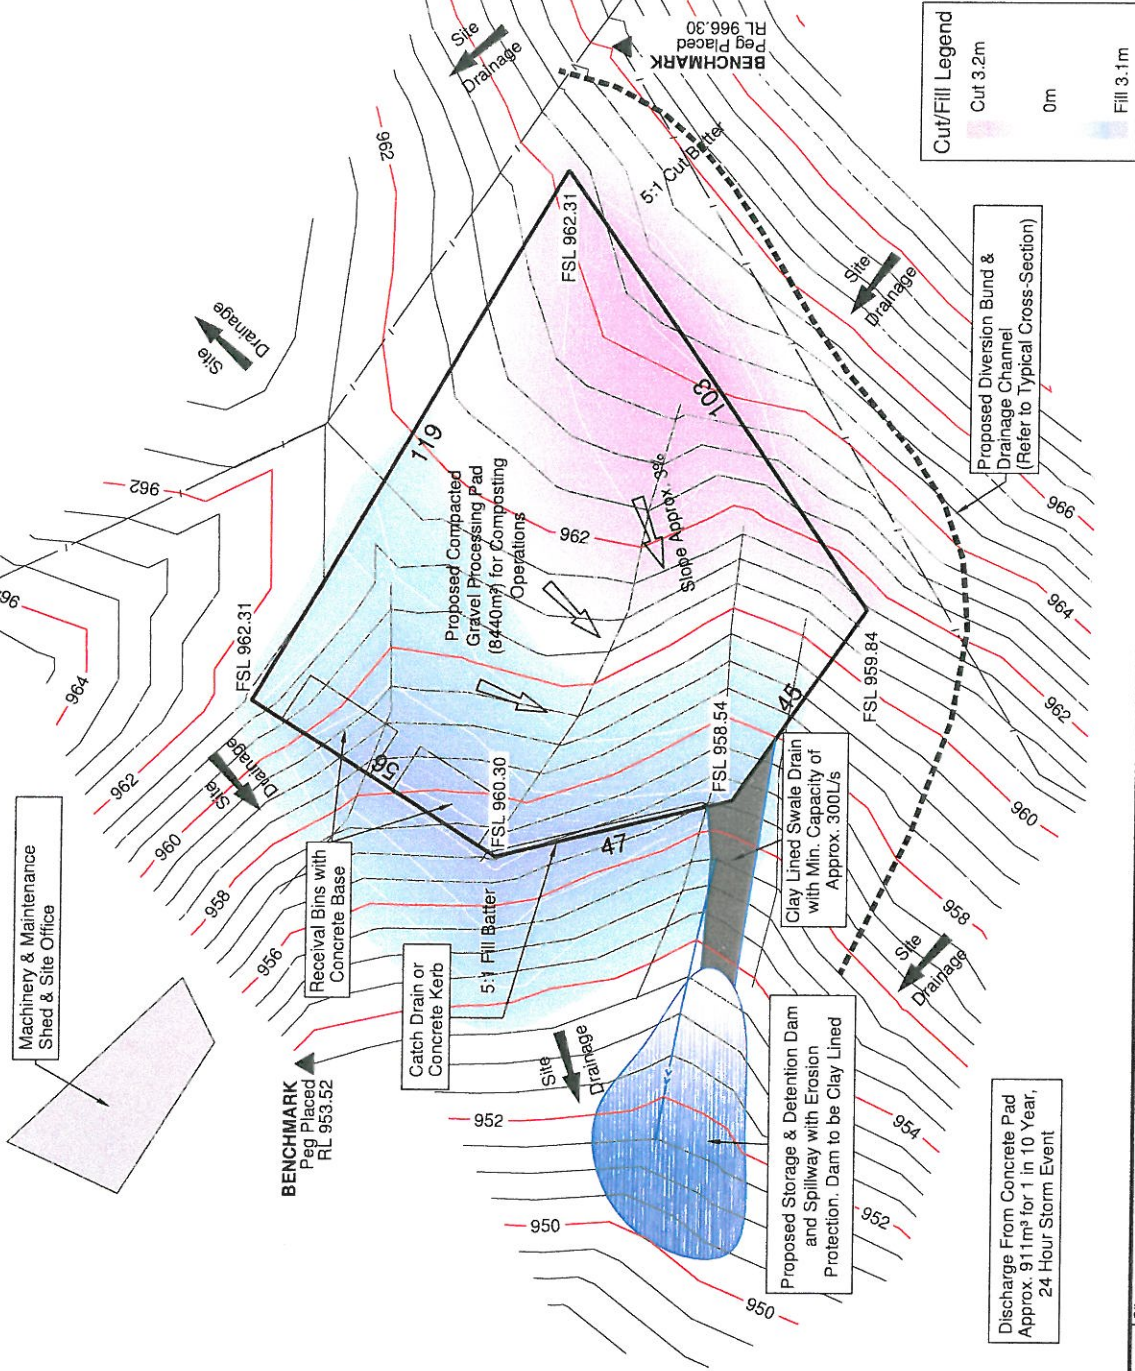 Machinery & Maintenance
Shed & Site Office
BENCHMARK
Peg Placed
RL 953.52
BENCHMARK
Peg Placed
RL 966.30
Site
Drainage
Site
Drainage
Site
Drainage
Site
Drainage
Site
Drainage
Site
Drainage
964
962
960
958
956
962
962
962
952
950
950
952
954
958
960
962
964
966
FSL 962.31
FSL 962.31
FSL 960.30
FSL 958.54
FSL 959.84
119
103
56
47
45
Receival Bins with
Concrete Base
Catch Drain or
Concrete Kerb
5:1 Fill Batter
5:1 Cut Batter
Proposed Compacted
Gravel Processing Pad
(8440m²) for Composting
Operations
Slope Approx. 3%
Clay Lined Swale Drain
with Min. Capacity of
Approx. 300L/s
Proposed Storage & Detention Dam
and Spillway with Erosion
Protection. Dam to be Clay Lined
Proposed Diversion Bund &
Drainage Channel
(Refer to Typical Cross-Section)
Discharge From Concrete Pad
Approx. 911m³ for 1 in 10 Year,
24 Hour Storm Event
Cut/Fill Legend
Cut 3.2m
0m
Fill 3.1m